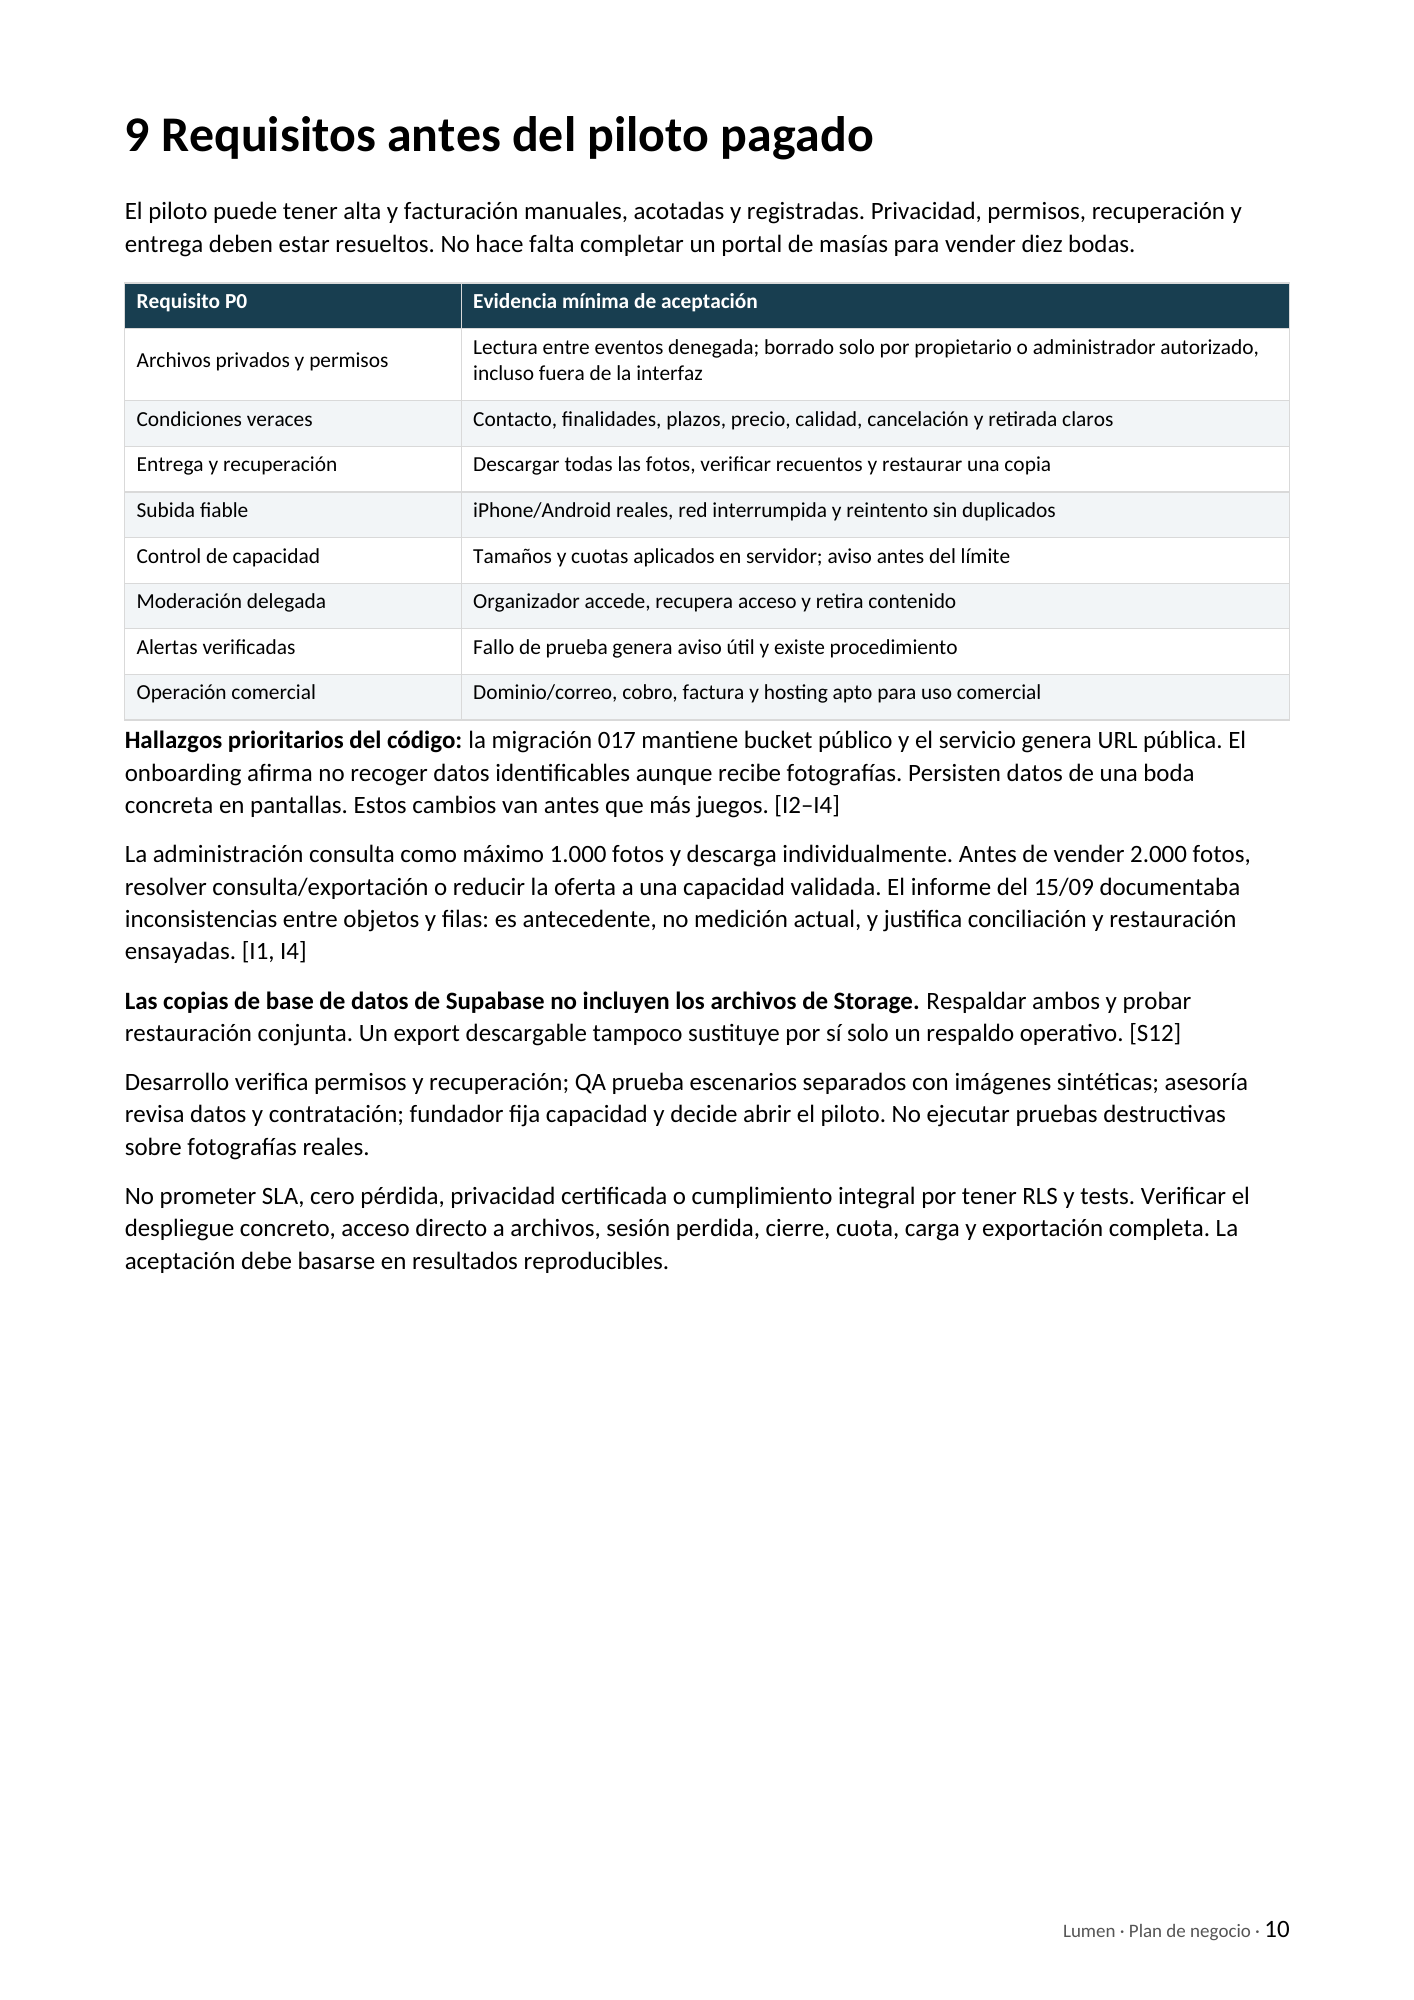 9 Requisitos antes del piloto pagado
El piloto puede tener alta y facturación manuales, acotadas y registradas. Privacidad, permisos, recuperación y
entrega deben estar resueltos. No hace falta completar un portal de masías para vender diez bodas.
Requisito P0 Evidencia mínima de aceptación
Archivos privados y permisos Lectura entre eventos denegada; borrado solo por propietario o administrador autorizado,
incluso fuera de la interfaz
Condiciones veraces Contacto, finalidades, plazos, precio, calidad, cancelación y retirada claros
Entrega y recuperación Descargar todas las fotos, verificar recuentos y restaurar una copia
Subida fiable iPhone/Android reales, red interrumpida y reintento sin duplicados
Control de capacidad Tamaños y cuotas aplicados en servidor; aviso antes del límite
Moderación delegada Organizador accede, recupera acceso y retira contenido
Alertas verificadas Fallo de prueba genera aviso útil y existe procedimiento
Operación comercial Dominio/correo, cobro, factura y hosting apto para uso comercial
Hallazgos prioritarios del código: la migración 017 mantiene bucket público y el servicio genera URL pública. El
onboarding afirma no recoger datos identificables aunque recibe fotografías. Persisten datos de una boda
concreta en pantallas. Estos cambios van antes que más juegos. [I2–I4]
La administración consulta como máximo 1.000 fotos y descarga individualmente. Antes de vender 2.000 fotos,
resolver consulta/exportación o reducir la oferta a una capacidad validada. El informe del 15/09 documentaba
inconsistencias entre objetos y filas: es antecedente, no medición actual, y justifica conciliación y restauración
ensayadas. [I1, I4]
Las copias de base de datos de Supabase no incluyen los archivos de Storage. Respaldar ambos y probar
restauración conjunta. Un export descargable tampoco sustituye por sí solo un respaldo operativo. [S12]
Desarrollo verifica permisos y recuperación; QA prueba escenarios separados con imágenes sintéticas; asesoría
revisa datos y contratación; fundador fija capacidad y decide abrir el piloto. No ejecutar pruebas destructivas
sobre fotografías reales.
No prometer SLA, cero pérdida, privacidad certificada o cumplimiento integral por tener RLS y tests. Verificar el
despliegue concreto, acceso directo a archivos, sesión perdida, cierre, cuota, carga y exportación completa. La
aceptación debe basarse en resultados reproducibles.
Lumen · Plan de negocio · 10